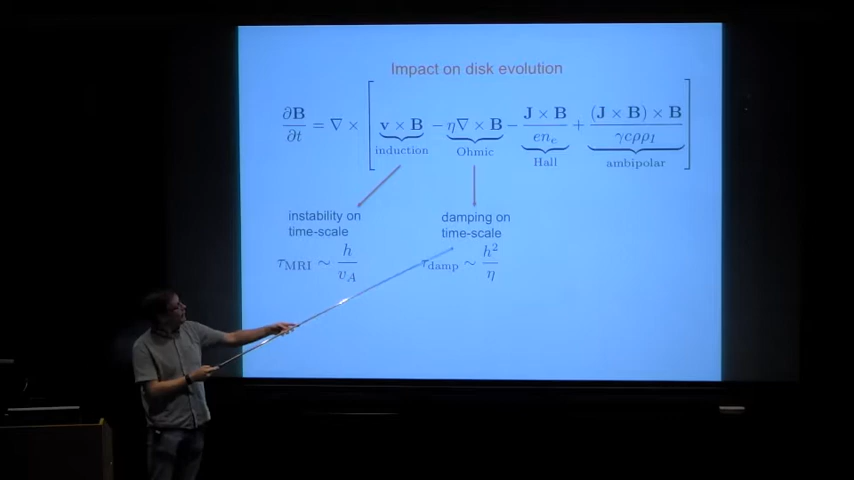 Impact on disk evolution
∂B/∂t = ∇ × [ v × B − η∇ × B − J × B/en_e + (J × B) × B/γcρρ_I ]
induction Ohmic Hall ambipolar
instability on
time-scale
τ_MRI ∼ h/v_A
damping on
time-scale
τ_damp ∼ h²/η